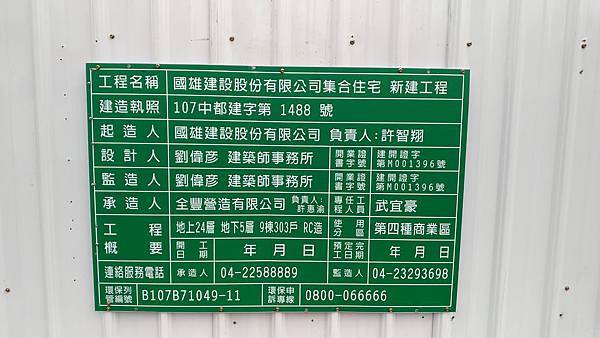 工程名稱 國雄建設股份有限公司集合住宅 新建工程
建造執照 107中都建字第 1488 號
起造人 國雄建設股份有限公司 負責人:許智翔
設計人 劉偉彥 建築師事務所 開業證書字號 建開證字第M001396號
監造人 劉偉彥 建築師事務所 開業證書字號 建開證字第M001396號
承造人 全豐營造有限公司 負責人:許惠渝 專任工程人員 武宜豪
工程概要 地上24層 地下5層 9棟303戶 RC造 使用分區 第四種商業區
開工日期 年月日 預定完工日期 年月日
連絡服務電話 承造人 04-22588889 監造人 04-23293698
環保列管編號 B107B71049-11 環保申訴專線 0800-066666